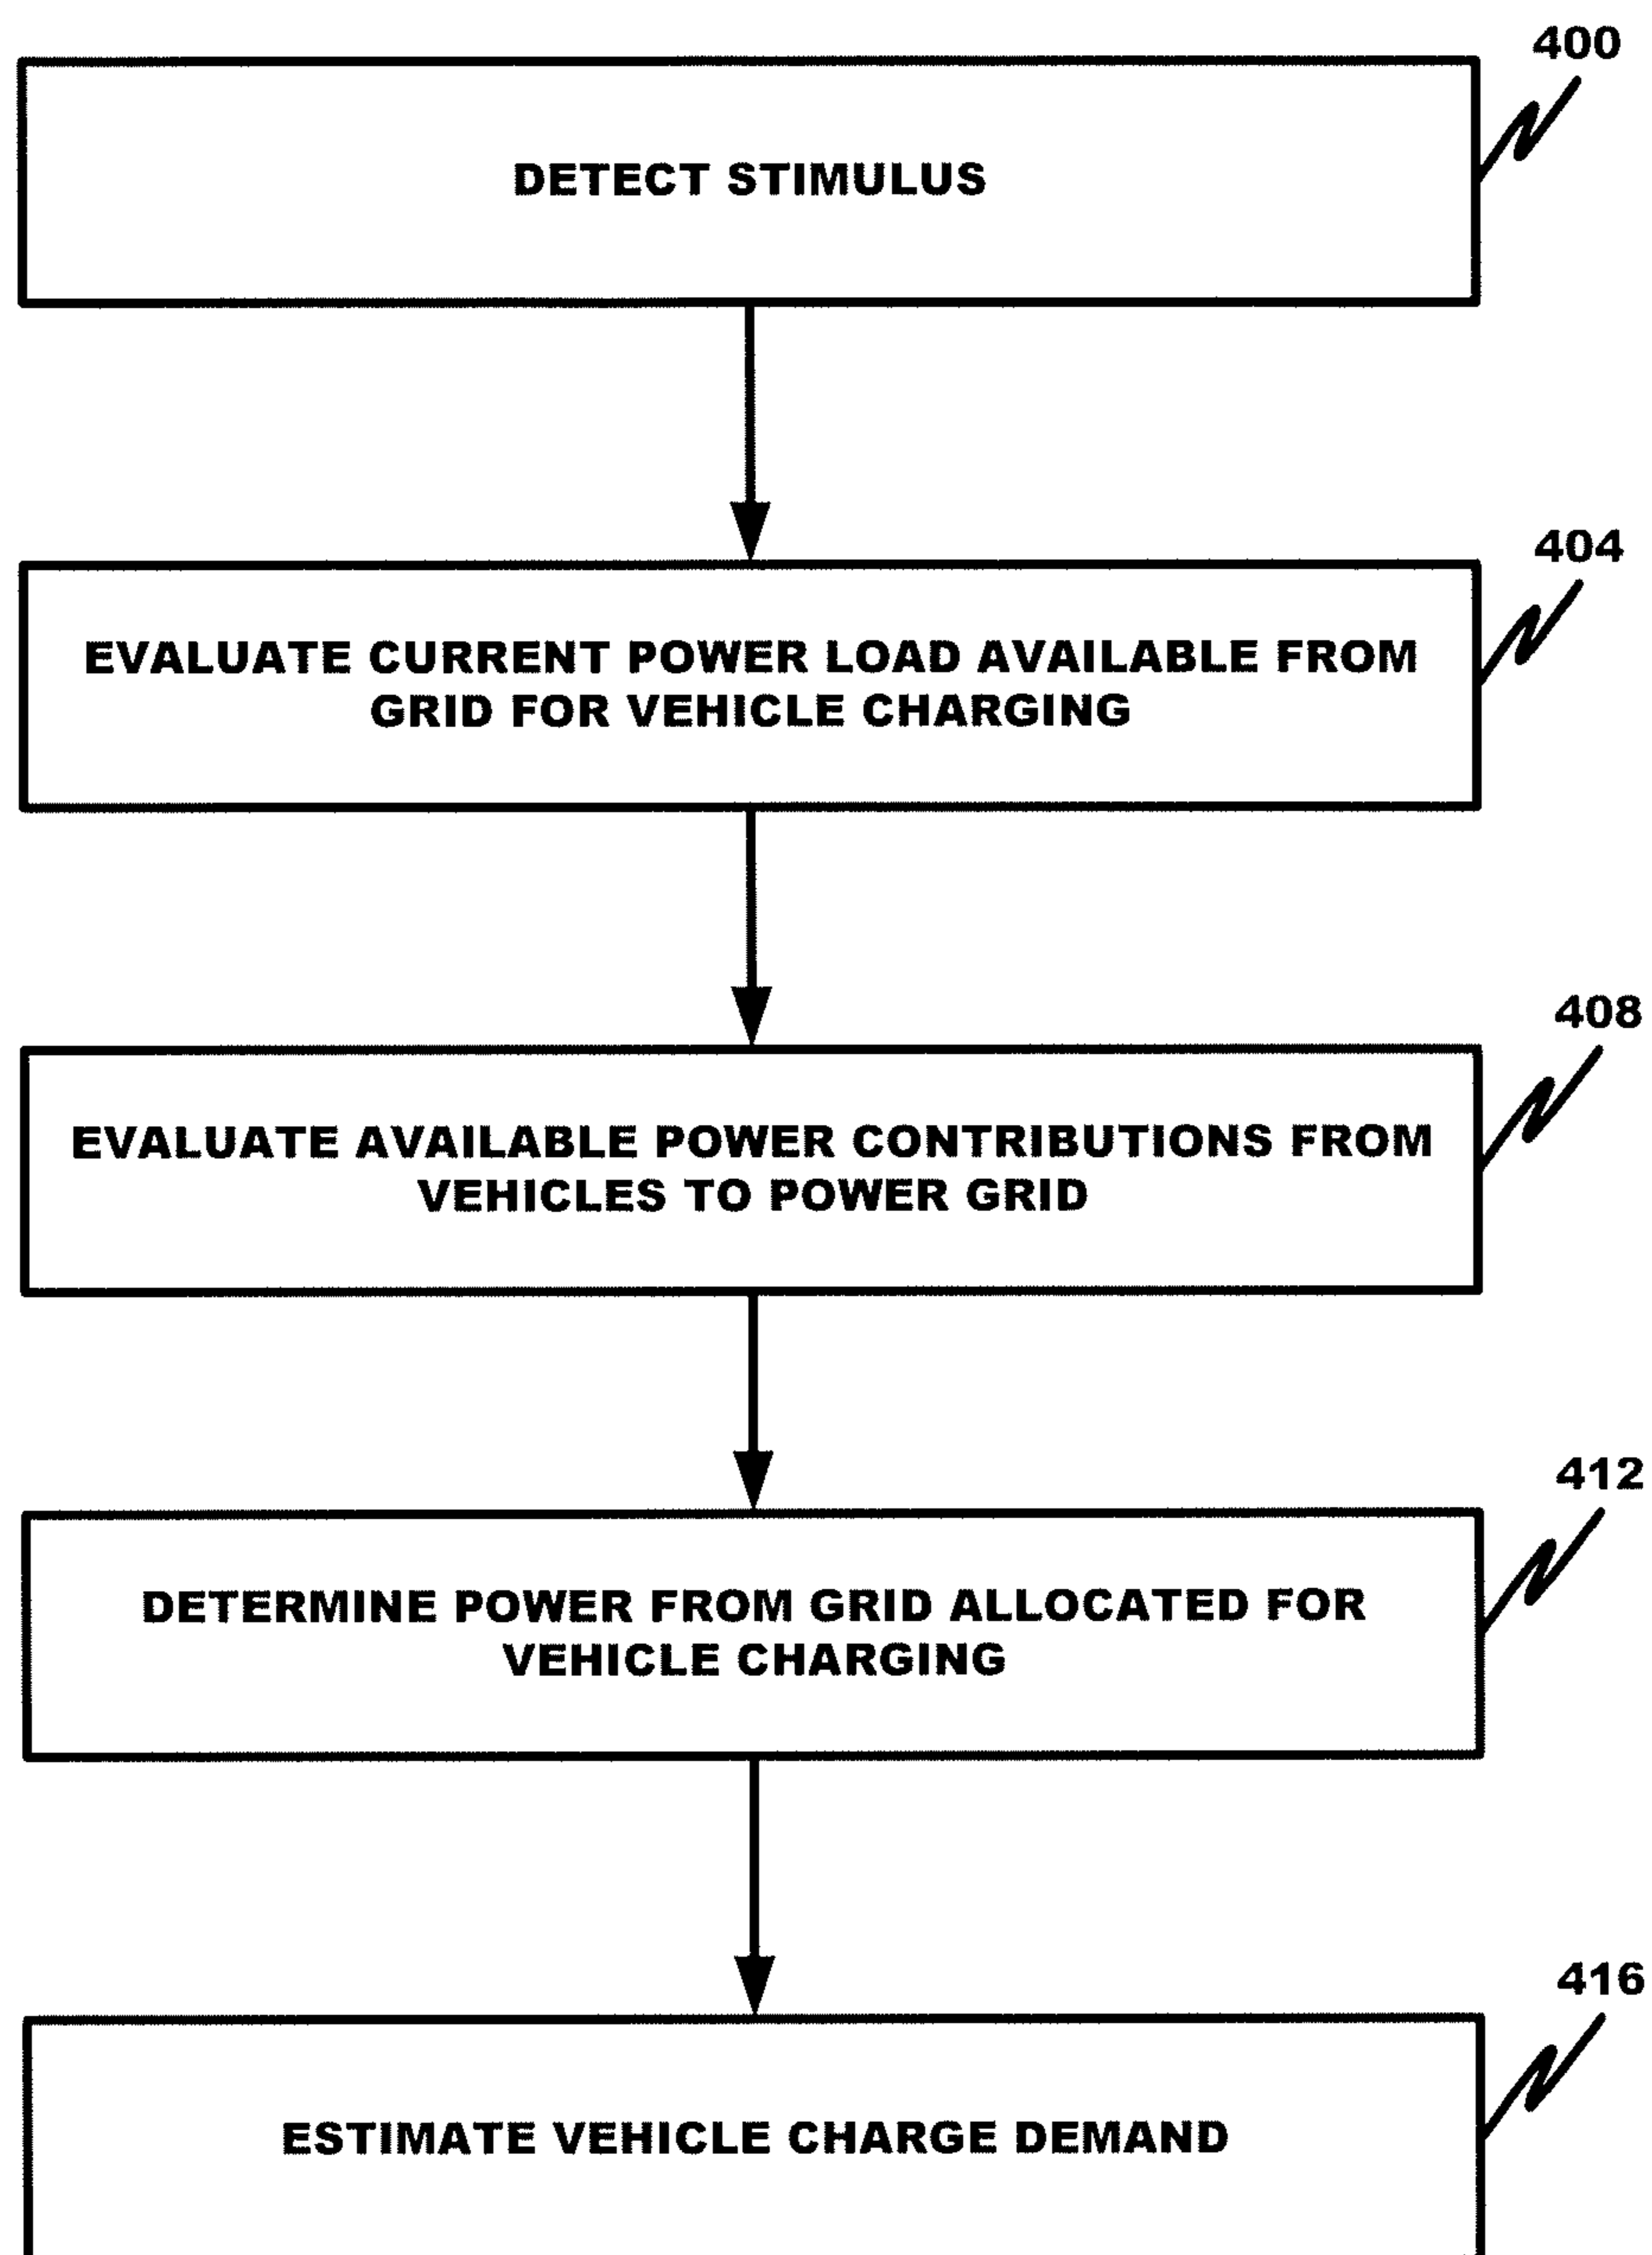 400
DETECT STIMULUS
404
EVALUATE CURRENT POWER LOAD AVAILABLE FROM
GRID FOR VEHICLE CHARGING
408
EVALUATE AVAILABLE POWER CONTRIBUTIONS FROM
VEHICLES TO POWER GRID
412
DETERMINE POWER FROM GRID ALLOCATED FOR
VEHICLE CHARGING
416
ESTIMATE VEHICLE CHARGE DEMAND